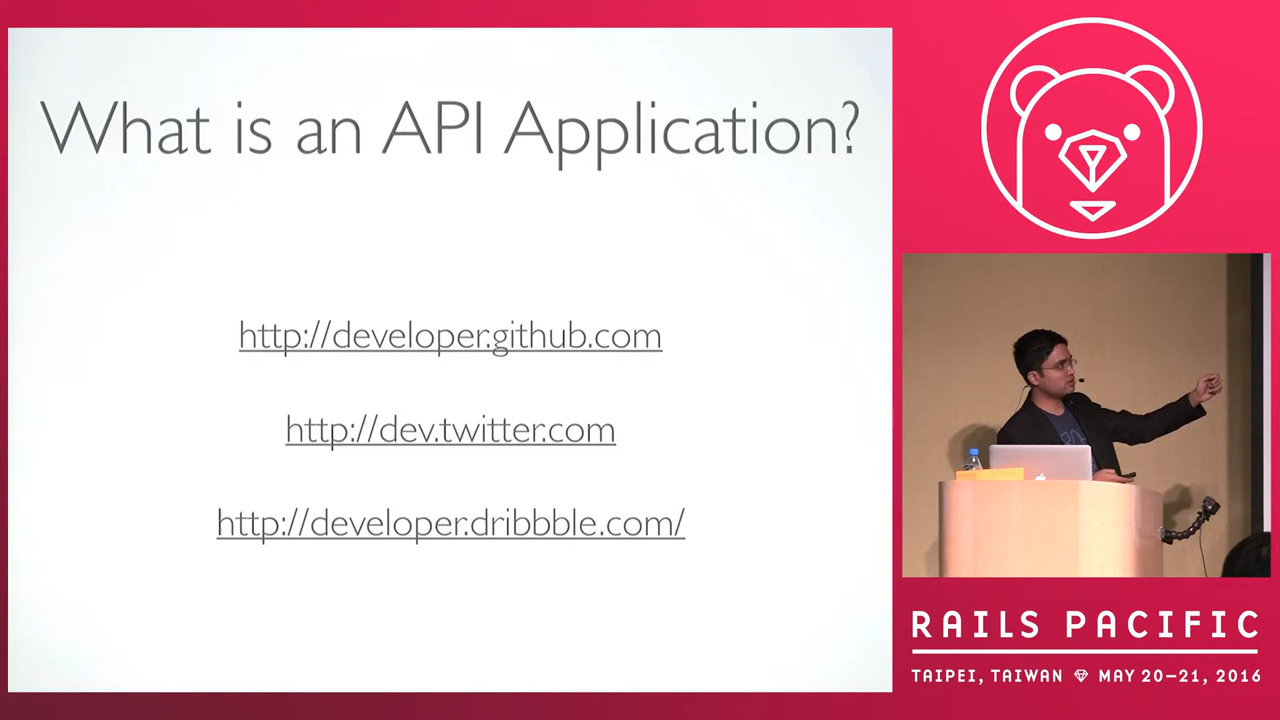 What is an API Application?
http://developer.github.com
http://dev.twitter.com
http://developer.dribbble.com/
RAILS PACIFIC
TAIPEI, TAIWAN MAY 20–21, 2016